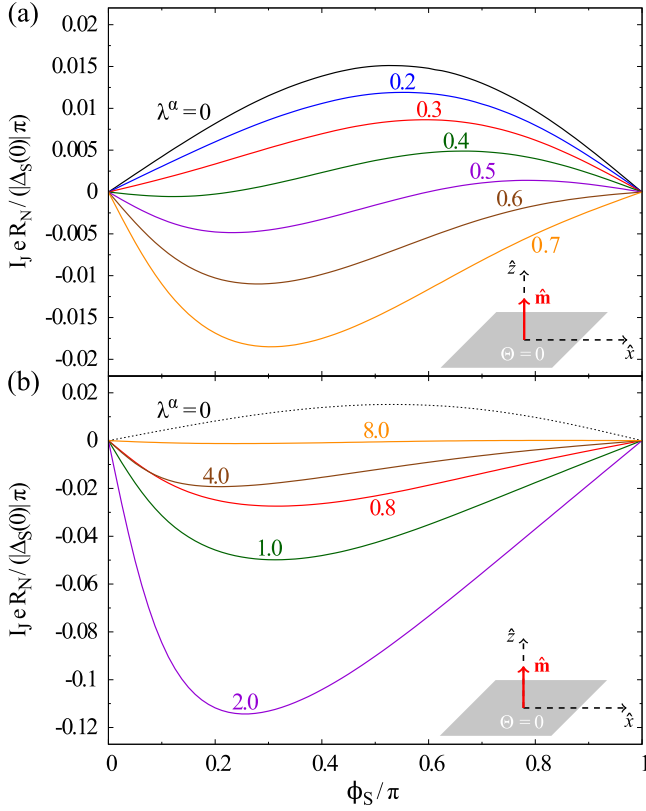 (a)
0.02
0.015
0.01
0.005
0
-0.005
-0.01
-0.015
-0.02
I_J e R_N / (|Δ_S(0)| π)
λ^α = 0
0.2
0.3
0.4
0.5
0.6
0.7
ẑ
m̂
Θ = 0
x̂
(b)
0.02
0
-0.02
-0.04
-0.06
-0.08
-0.1
-0.12
I_J e R_N / (|Δ_S(0)| π)
λ^α = 0
8.0
4.0
0.8
1.0
2.0
ẑ
m̂
Θ = 0
x̂
0 0.2 0.4 0.6 0.8 1
ϕ_S / π